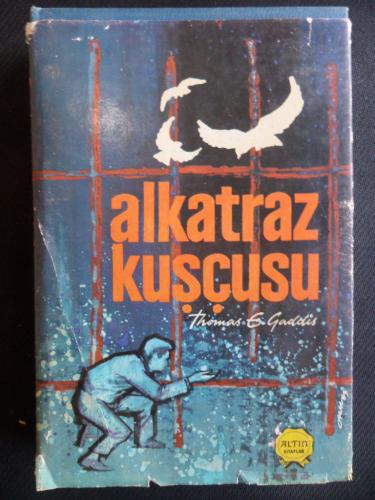 alkatraz
kuşçusu
Thomas E. Gaddis
ALTIN
KİTAPLAR